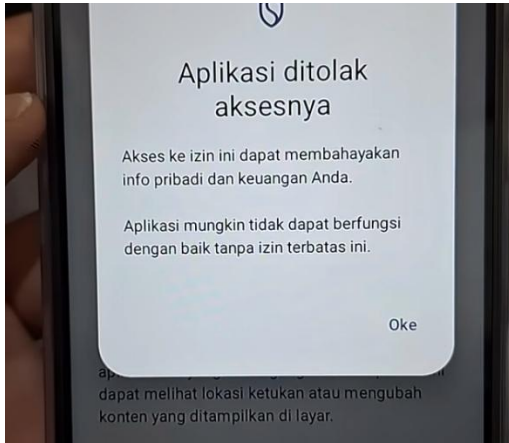 Aplikasi ditolak
aksesnya
Akses ke izin ini dapat membahayakan
info pribadi dan keuangan Anda.
Aplikasi mungkin tidak dapat berfungsi
dengan baik tanpa izin terbatas ini.
Oke
dapat melihat lokasi ketukan atau mengubah
konten yang ditampilkan di layar.